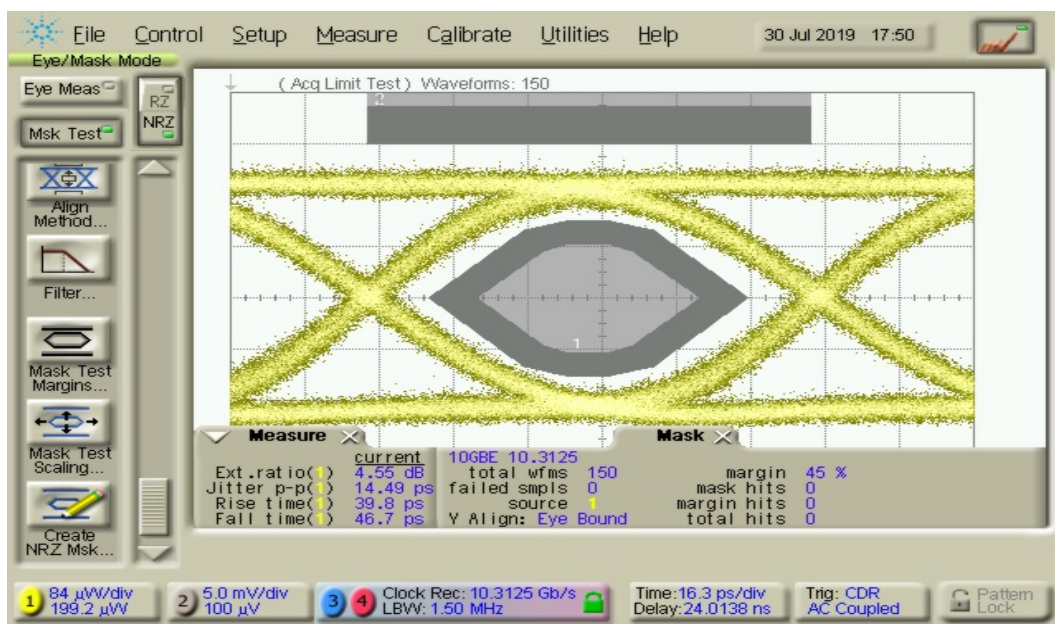 File Control Setup Measure Calibrate Utilities Help 30 Jul 2019 17:50
Eye/Mask Mode
Eye Meas
RZ
NRZ
Msk Test
( Acq Limit Test ) Waveforms: 150
2
Align
Method...
Filter...
1
Mask Test
Margins...
Mask Test
Scaling...
Create
NRZ Msk...
Measure
current
Ext.ratio(1) 4.55 dB
Jitter p-p(1) 14.49 ps
Rise time(1) 39.8 ps
Fall time(1) 46.7 ps
Mask
10GBE 10.3125
total wfms 150 margin 45 %
failed smpls 0 mask hits 0
source 1 margin hits 0
Y Align: Eye Bound total hits 0
1 84 µW/div
199.2 µW
2 5.0 mV/div
100 µV
3 4 Clock Rec: 10.3125 Gb/s
LBW: 1.50 MHz
Time:16.3 ps/div
Delay:24.0138 ns
Trig: CDR
AC Coupled
Pattern
Lock